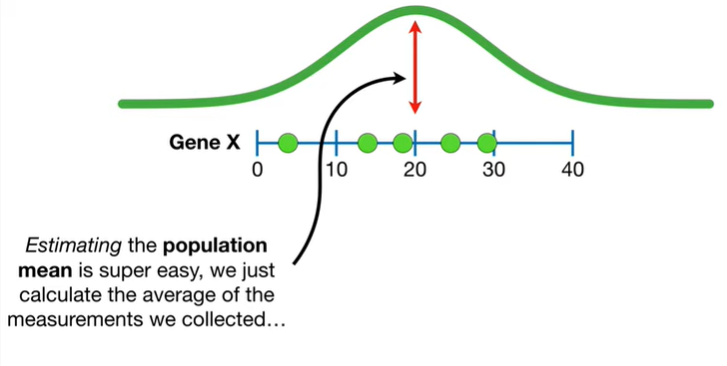 Gene X
0 10 20 30 40
Estimating the population
mean is super easy, we just
calculate the average of the
measurements we collected…